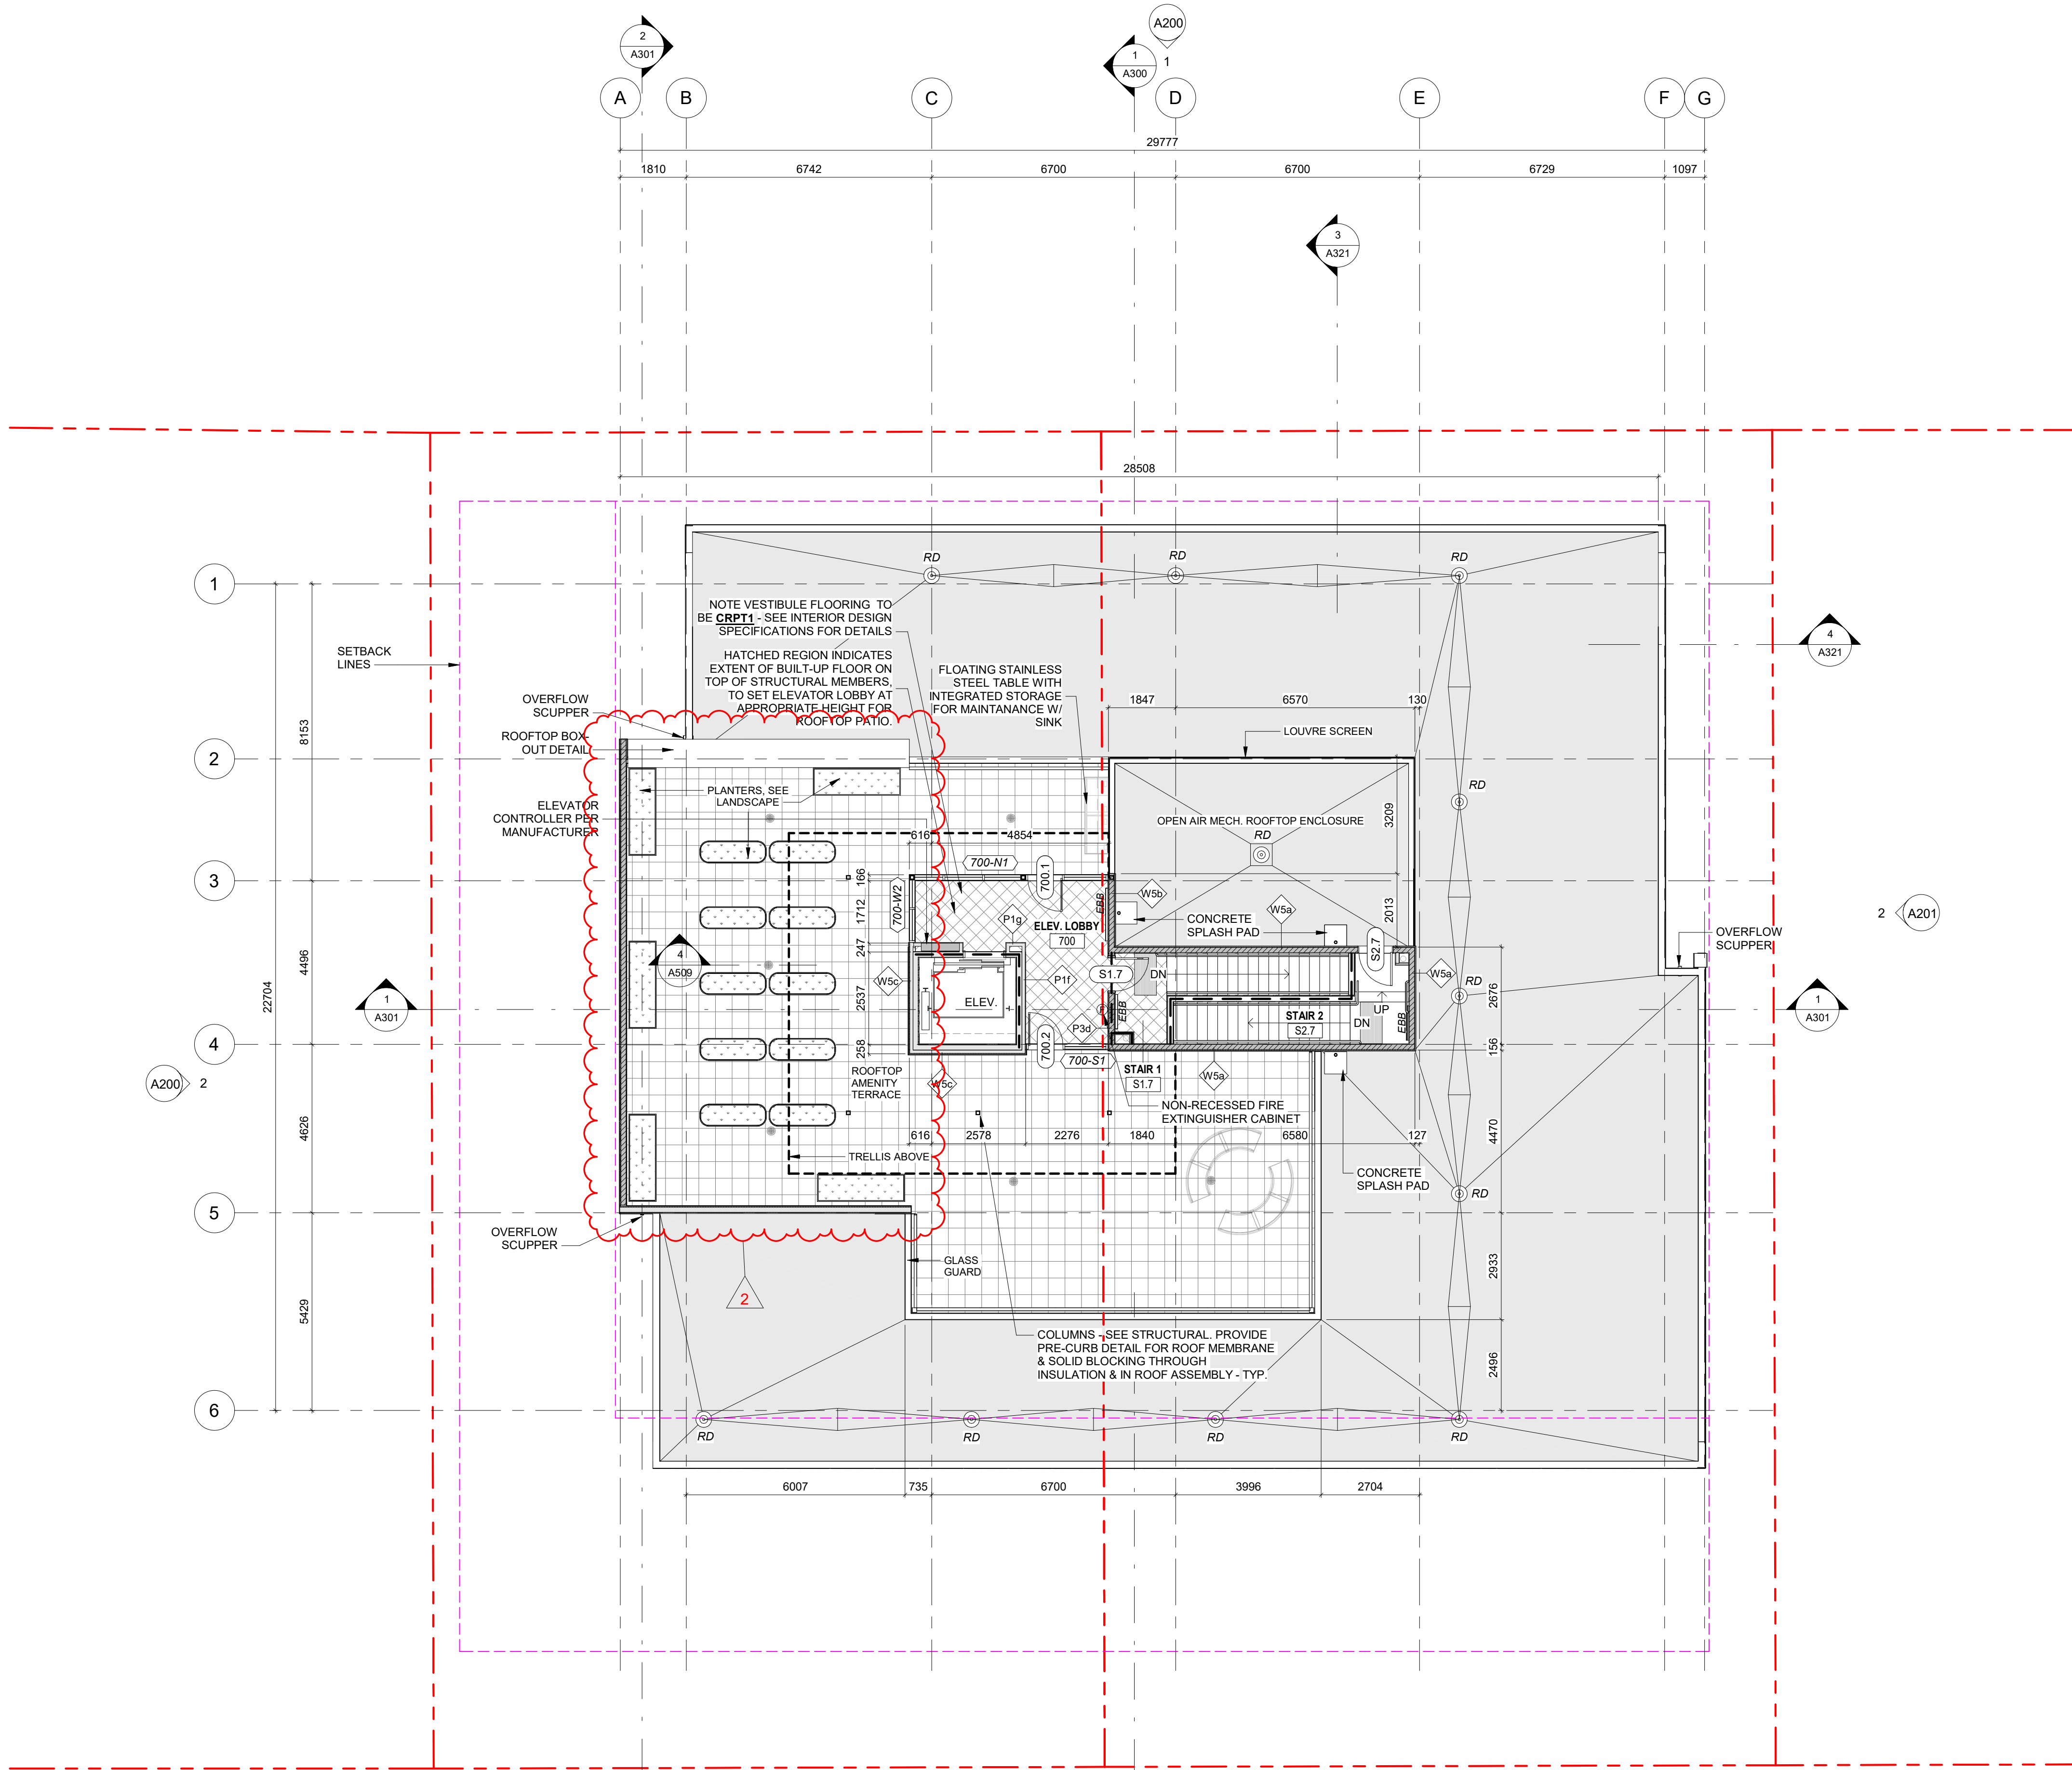 A200
2
A301
1
A300
1
A
B
C
D
E
F
G
29777
1810
6742
6700
6700
6729
1097
3
A321
28508
RD
RD
RD
1
NOTE VESTIBULE FLOORING TO
BE CRPT1 - SEE INTERIOR DESIGN
SPECIFICATIONS FOR DETAILS
SETBACK
LINES
4
A321
HATCHED REGION INDICATES
EXTENT OF BUILT-UP FLOOR ON
TOP OF STRUCTURAL MEMBERS,
TO SET ELEVATOR LOBBY AT
APPROPRIATE HEIGHT FOR
ROOFTOP PATIO.
FLOATING STAINLESS
STEEL TABLE WITH
INTEGRATED STORAGE
FOR MAINTANANCE W/
SINK
OVERFLOW
SCUPPER
1847
6570
130
8153
ROOFTOP BOX-
OUT DETAIL
LOUVRE SCREEN
2
RD
PLANTERS, SEE
LANDSCAPE
ELEVATOR
CONTROLLER PER
MANUFACTURER
3209
OPEN AIR MECH. ROOFTOP ENCLOSURE
RD
616
4854
700-N1
700.1
3
166
700-W2
1712
EBB
W5b
P1g
ELEV. LOBBY
700
W5a
2013
CONCRETE
SPLASH PAD
2
A201
4496
247
4
A509
S2.7
OVERFLOW
SCUPPER
22704
W5c
P1f
S1.7
DN
W5a
RD
2537
ELEV.
1
A301
EBB
UP
2676
1
A301
F
STAIR 2
S2.7
DN
EBB
P3d
4
258
700.2
700-S1
156
ROOFTOP
AMENITY
TERRACE
W5c
STAIR 1
S1.7
W5a
A200
2
NON-RECESSED FIRE
EXTINGUISHER CABINET
4626
616
2578
2276
1840
6580
127
4470
TRELLIS ABOVE
CONCRETE
SPLASH PAD
RD
5
OVERFLOW
SCUPPER
GLASS
GUARD
2933
2
5429
COLUMNS - SEE STRUCTURAL. PROVIDE
PRE-CURB DETAIL FOR ROOF MEMBRANE
& SOLID BLOCKING THROUGH
INSULATION & IN ROOF ASSEMBLY - TYP.
2496
6
RD
RD
RD
RD
6007
735
6700
3996
2704